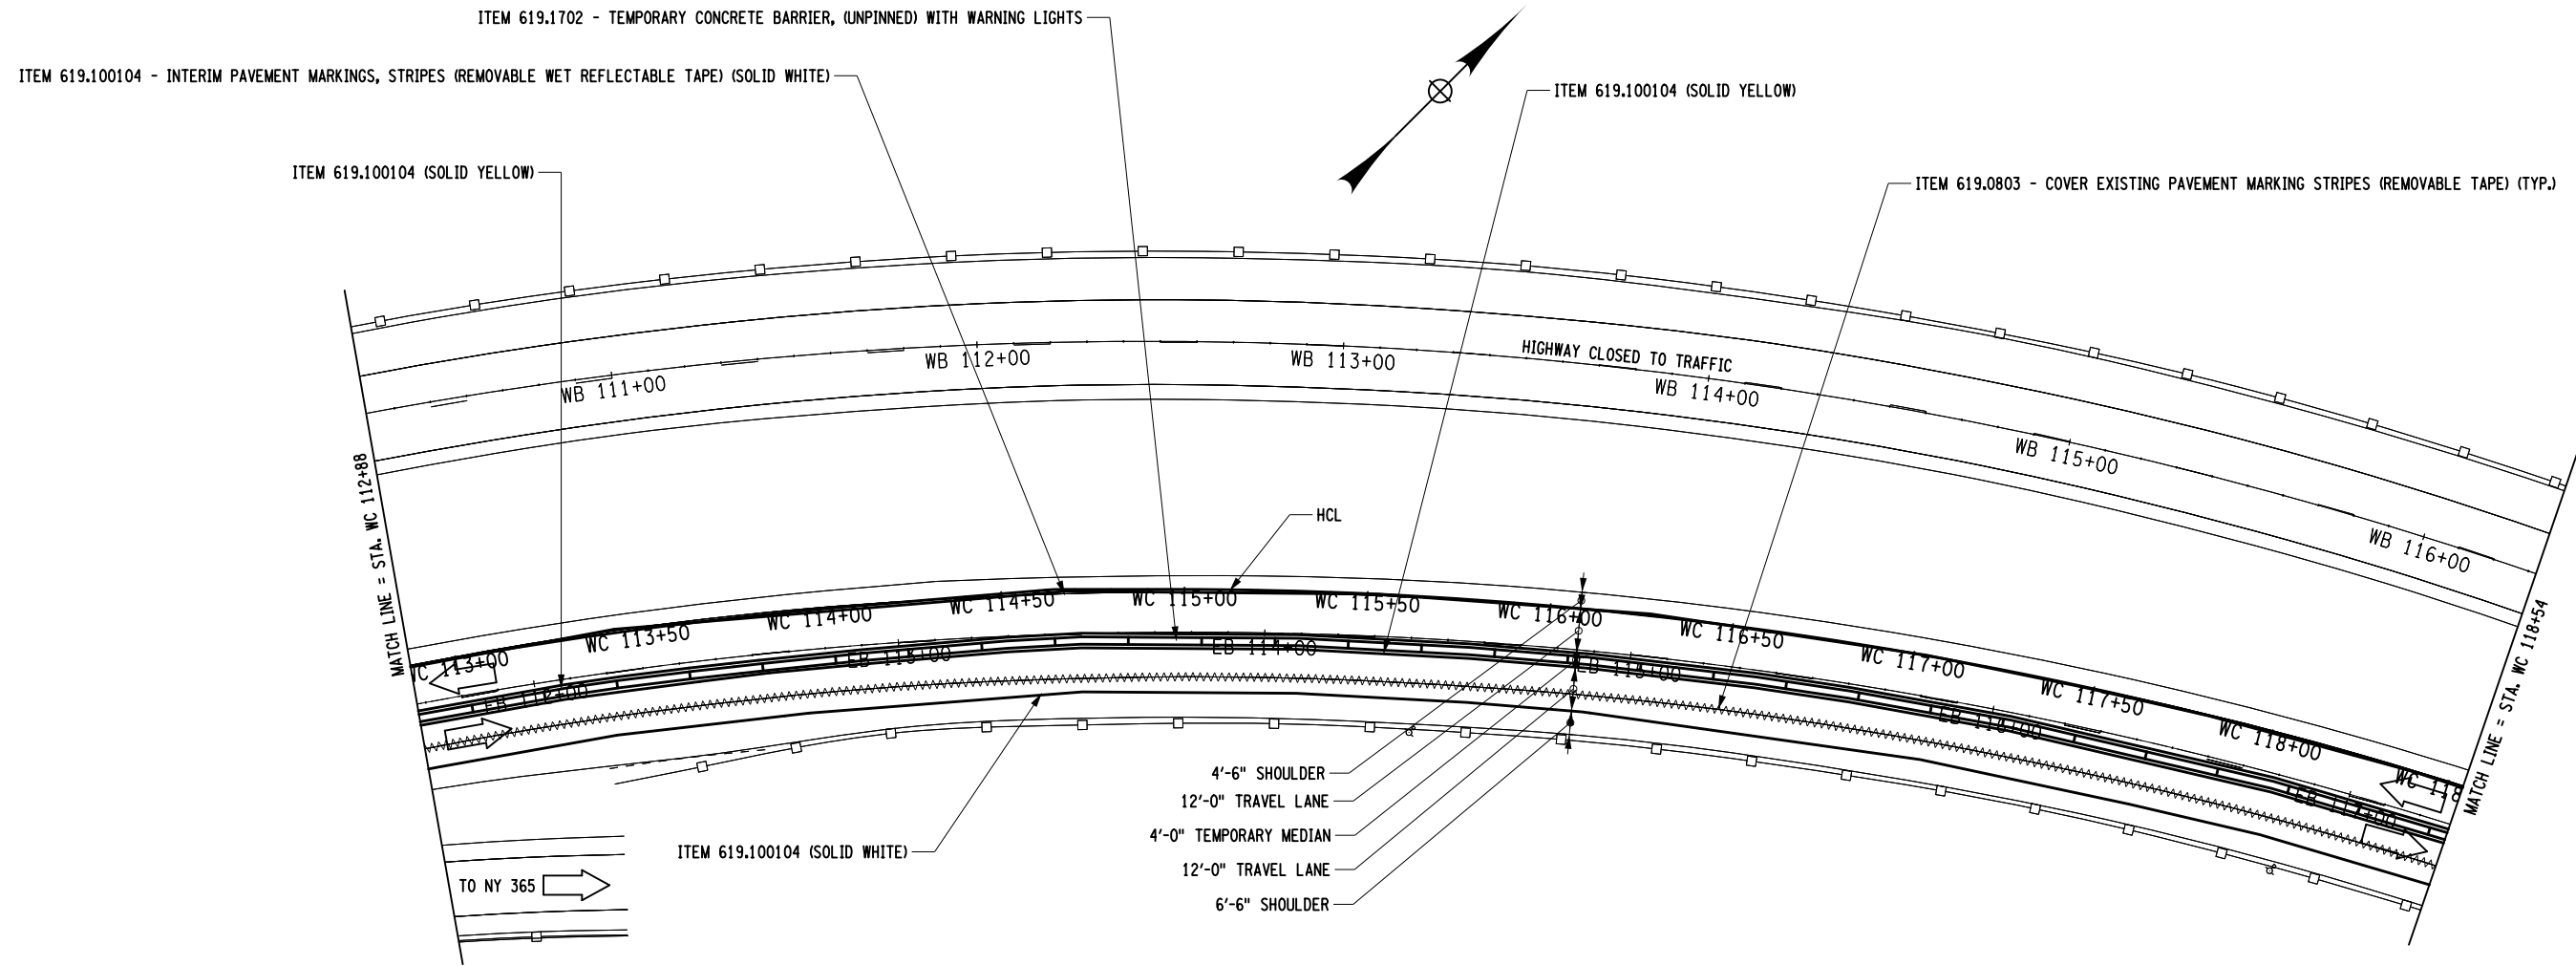 ITEM 619.1702 - TEMPORARY CONCRETE BARRIER, (UNPINNED) WITH WARNING LIGHTS
ITEM 619.100104 - INTERIM PAVEMENT MARKINGS, STRIPES (REMOVABLE WET REFLECTABLE TAPE) (SOLID WHITE)
ITEM 619.100104 (SOLID YELLOW)
ITEM 619.100104 (SOLID YELLOW)
ITEM 619.0803 - COVER EXISTING PAVEMENT MARKING STRIPES (REMOVABLE TAPE) (TYP.)
WB 111+00
WB 112+00
WB 113+00
HIGHWAY CLOSED TO TRAFFIC
WB 114+00
WB 115+00
WB 116+00
MATCH LINE = STA. WC 112+88
HCL
WC 113+00
WC 113+50
WC 114+00
WC 114+50
WC 115+00
WC 115+50
WC 116+00
WC 116+50
WC 117+00
WC 117+50
WC 118+00
WC 118
MATCH LINE = STA. WC 118+54
EB 112+00
EB 113+00
EB 114+00
EB 115+00
EB 116+00
EB 117+00
4'-6" SHOULDER
12'-0" TRAVEL LANE
4'-0" TEMPORARY MEDIAN
12'-0" TRAVEL LANE
6'-6" SHOULDER
ITEM 619.100104 (SOLID WHITE)
TO NY 365